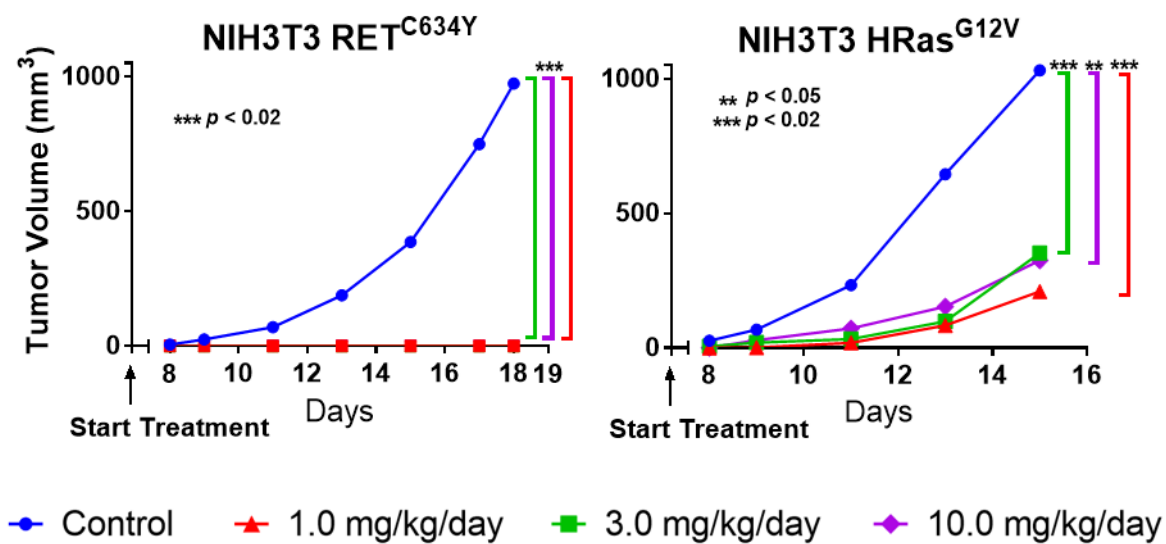 NIH3T3 RET^C634Y
Tumor Volume (mm³)
1000
500
0
*** p < 0.02
***
8 10 12 14 16 18 19
Days
Start Treatment
NIH3T3 HRas^G12V
1000
500
0
** p < 0.05
*** p < 0.02
*** ** ***
8 10 12 14 16
Days
Start Treatment
Control 1.0 mg/kg/day 3.0 mg/kg/day 10.0 mg/kg/day